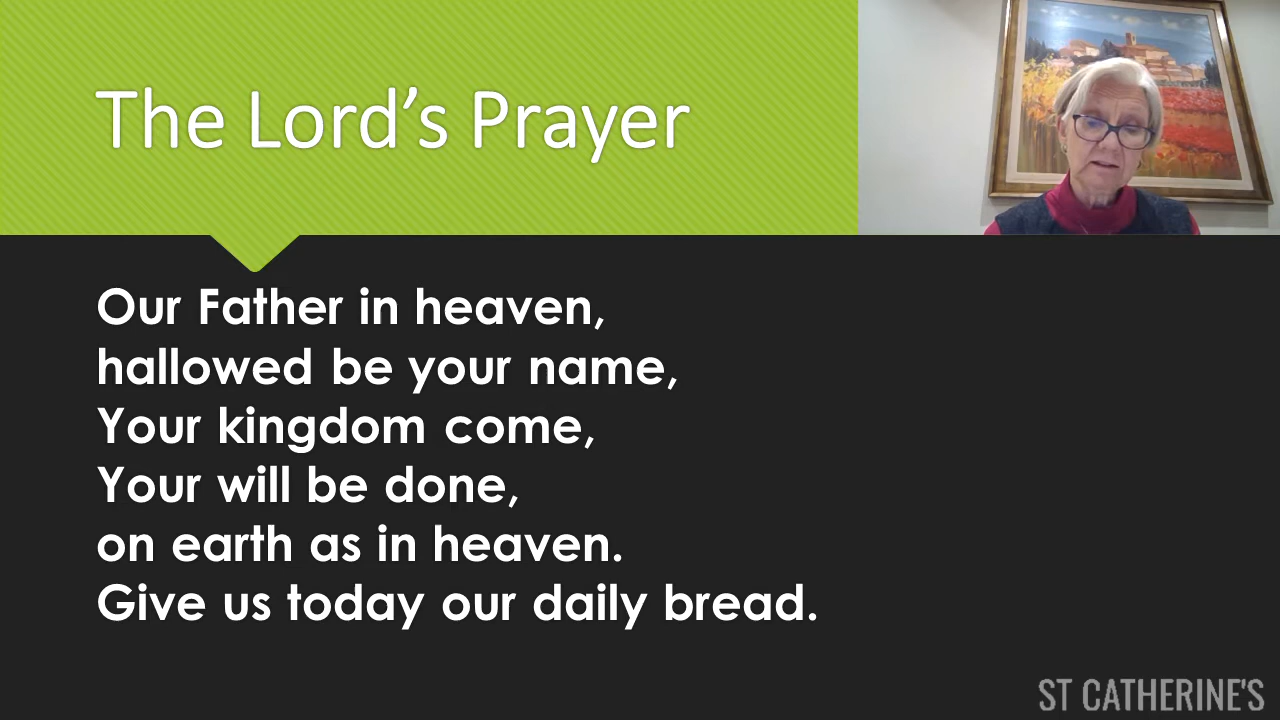 The Lord’s Prayer
Our Father in heaven,
hallowed be your name,
Your kingdom come,
Your will be done,
on earth as in heaven.
Give us today our daily bread.
ST CATHERINE'S